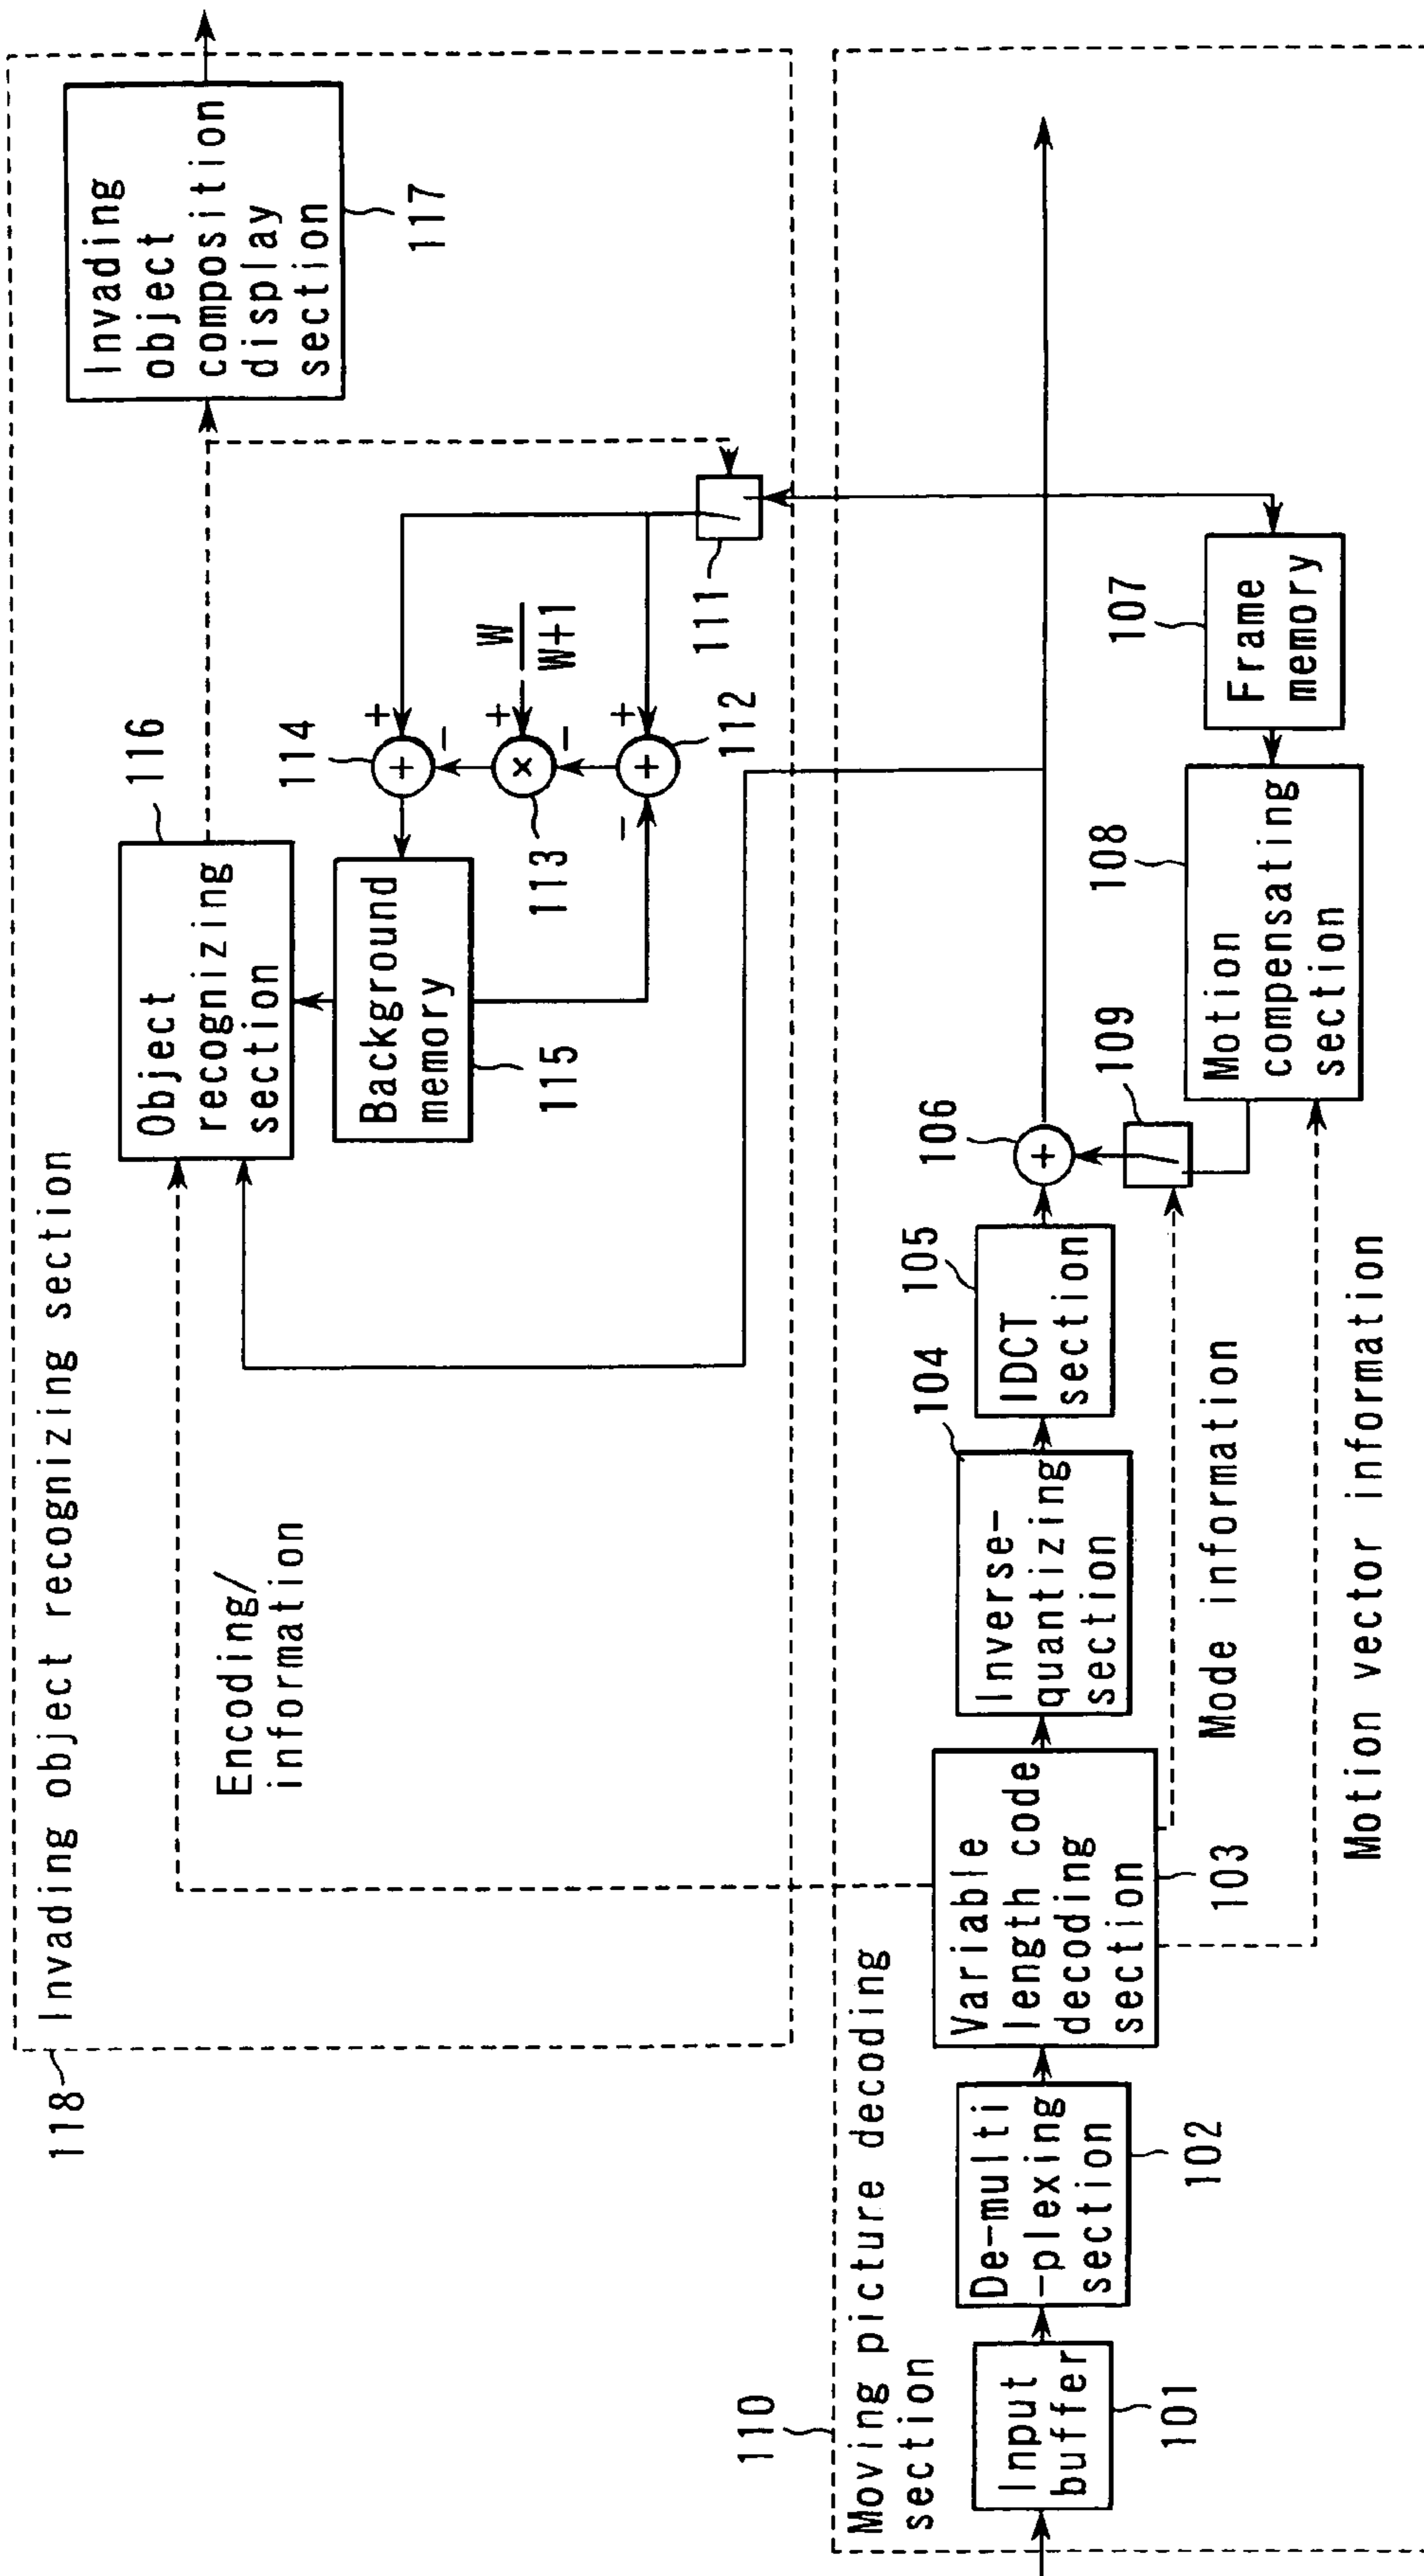 118
Invading object recognizing section
Encoding/
information
Object
recognizing
section
116
Background
memory
115
114
+
+
-
113
×
+
-
W
W+1
112
+
+
-
111
Invading
object
composition
display
section
117
110
Moving picture decoding
section
Input
buffer
101
De-multi
-plexing
section
102
Variable
length code
decoding
section
103
Inverse-
quantizing
section
104
IDCT
section
105
106
+
109
Motion
compensating
section
108
Frame
memory
107
Mode information
Motion vector information